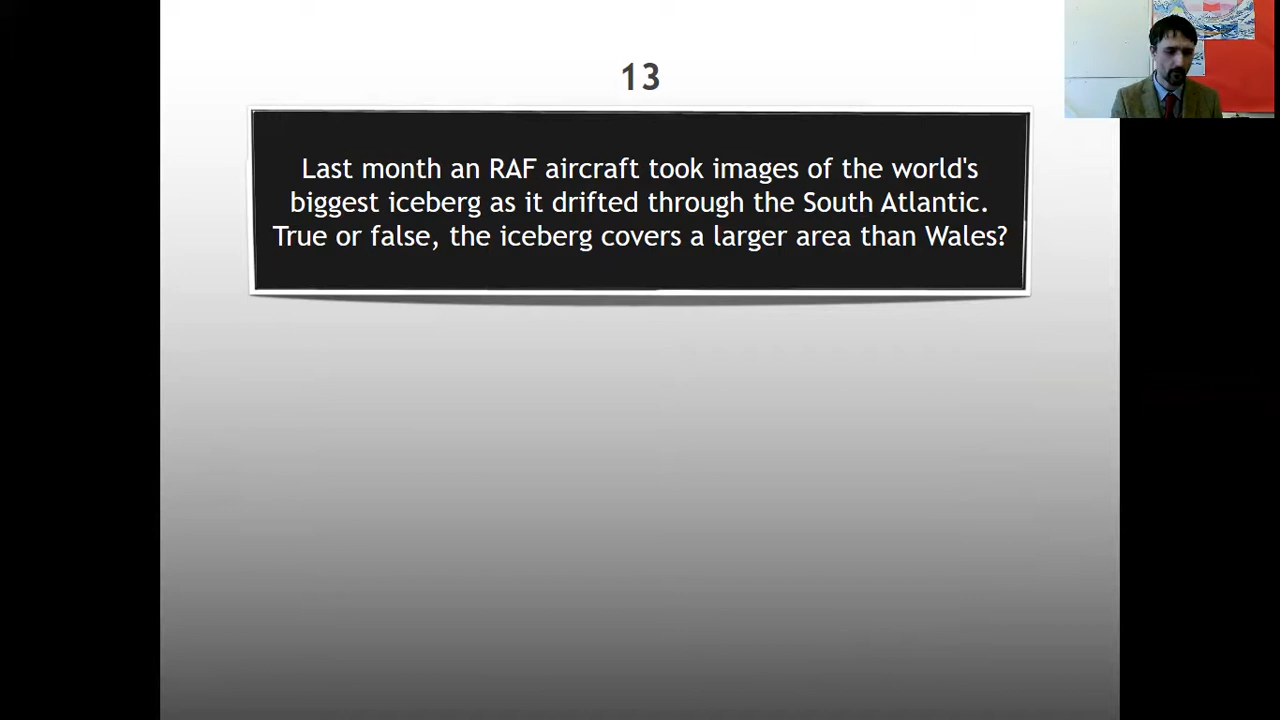 13
Last month an RAF aircraft took images of the world's
biggest iceberg as it drifted through the South Atlantic.
True or false, the iceberg covers a larger area than Wales?